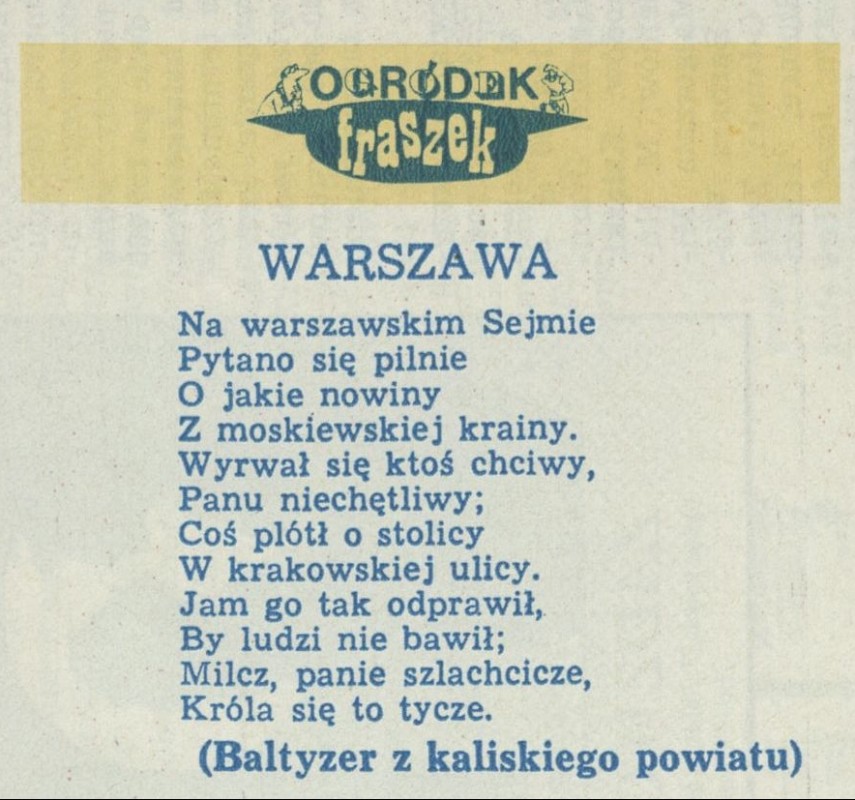 OGRÓDEK
fraszek
WARSZAWA
Na warszawskim Sejmie
Pytano się pilnie
O jakie nowiny
Z moskiewskiej krainy.
Wyrwał się ktoś chciwy,
Panu niechętliwy;
Coś plótł o stolicy
W krakowskiej ulicy.
Jam go tak odprawił,
By ludzi nie bawił;
Milcz, panie szlachcicze,
Króla się to tycze.
(Baltyzer z kaliskiego powiatu)